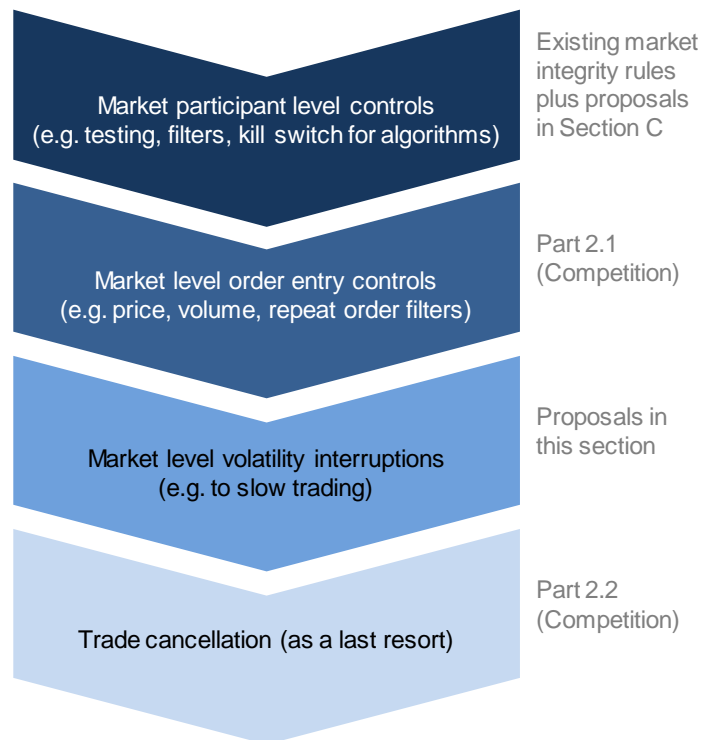 Market participant level controls
(e.g. testing, filters, kill switch for algorithms)
Existing market
integrity rules
plus proposals
in Section C
Market level order entry controls
(e.g. price, volume, repeat order filters)
Part 2.1
(Competition)
Market level volatility interruptions
(e.g. to slow trading)
Proposals in
this section
Trade cancellation (as a last resort)
Part 2.2
(Competition)